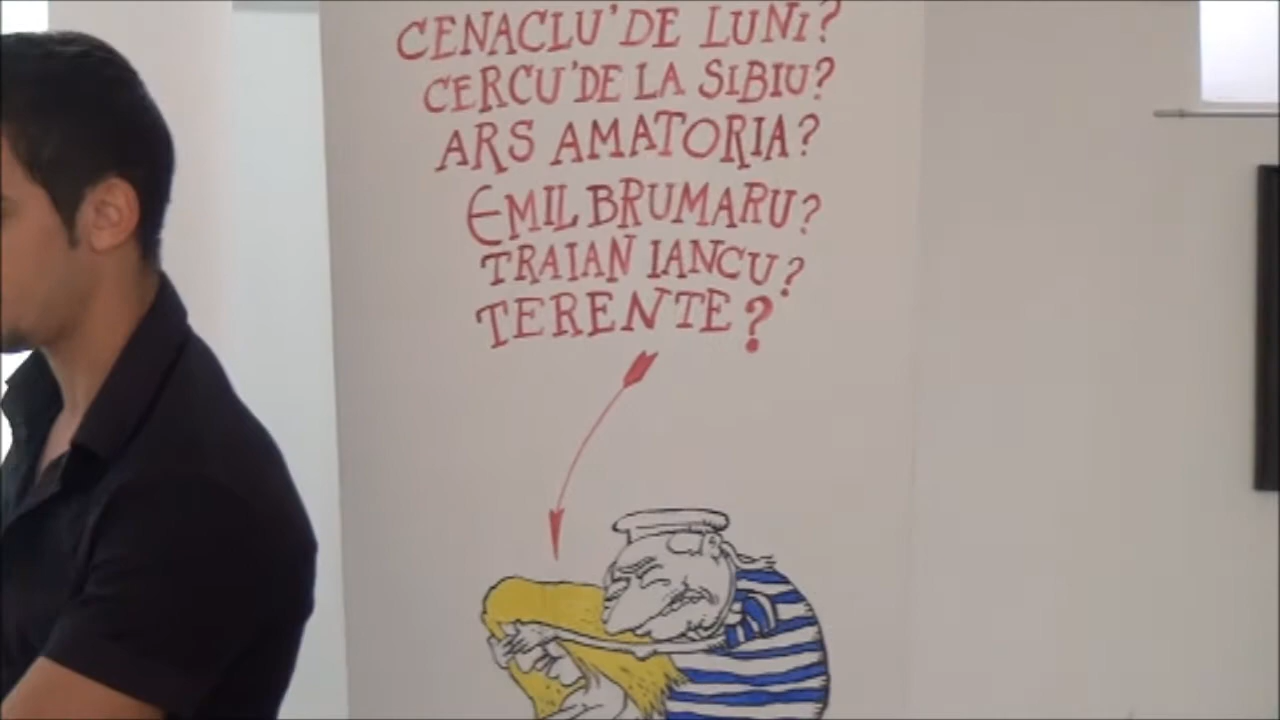 CENACLU'DE LUNI?
CERCU'DE LA SIBIU?
ARS AMATORIA?
EMIL BRUMARU?
TRAIAN IANCU?
TERENTE?